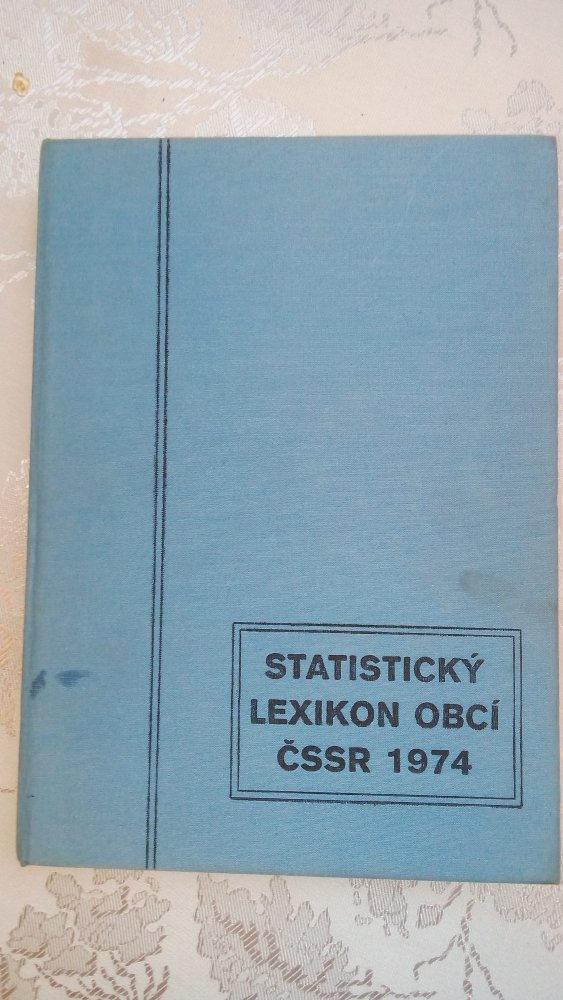 STATISTICKÝ
LEXIKON OBCÍ
ČSSR 1974